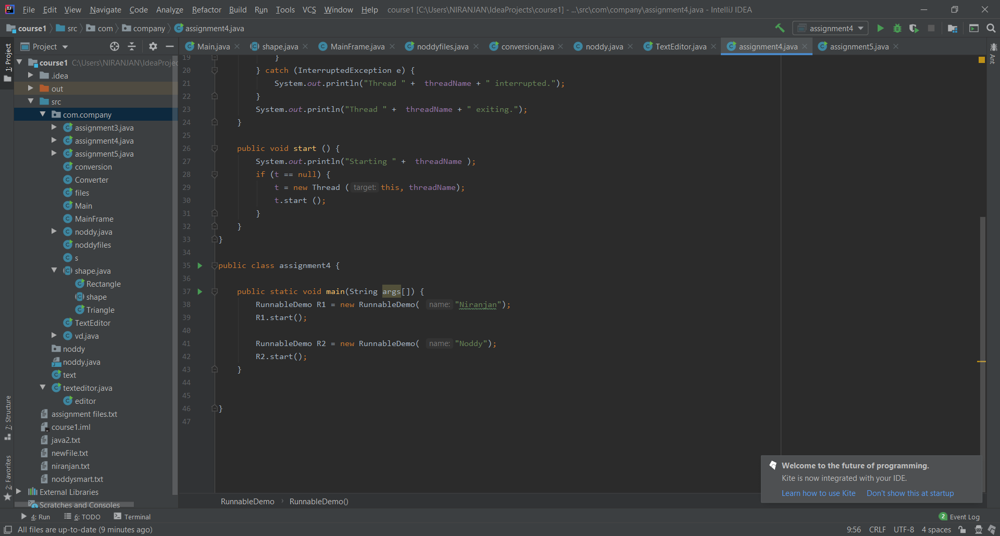 File Edit View Navigate Code Analyze Refactor Build Run Tools VCS Window Help course1 [C:\Users\NIRANJAN\IdeaProjects\course1] - ...\src\com\company\assignment4.java - IntelliJ IDEA
course1 src com company assignment4.java assignment4
Project Main.java shape.java MainFrame.java noddyfiles.java conversion.java noddy.java TextEditor.java assignment4.java assignment5.java
1: Project
7: Structure
2: Favorites
Ant
course1 C:\Users\NIRANJAN\IdeaProjec
.idea
out
src
com.company
assignment3.java
assignment4.java
assignment5.java
conversion
Converter
files
Main
MainFrame
noddy.java
noddyfiles
s
shape.java
Rectangle
shape
Triangle
TextEditor
vd.java
noddy
noddy.java
text
texteditor.java
editor
assignment files.txt
course1.iml
java2.txt
newFile.txt
niranjan.txt
noddysmart.txt
External Libraries
Scratches and Consoles
19 }
20 } catch (InterruptedException e) {
21 System.out.println("Thread " +  threadName + " interrupted.");
22 }
23 System.out.println("Thread " +  threadName + " exiting.");
24 }
25
26 public void start () {
27 System.out.println("Starting " +  threadName );
28 if (t == null) {
29 t = new Thread ( target: this, threadName);
30 t.start ();
31 }
32 }
33 }
34
35 public class assignment4 {
36
37 public static void main(String args[]) {
38 RunnableDemo R1 = new RunnableDemo( name: "Niranjan");
39 R1.start();
40
41 RunnableDemo R2 = new RunnableDemo( name: "Noddy");
42 R2.start();
43 }
44
45
46 }
47
Welcome to the future of programming.
Kite is now integrated with your IDE.
Learn how to use Kite Don't show this at startup
RunnableDemo RunnableDemo()
4: Run 6: TODO Terminal 2 Event Log
All files are up-to-date (9 minutes ago) 9:56 CRLF UTF-8 4 spaces